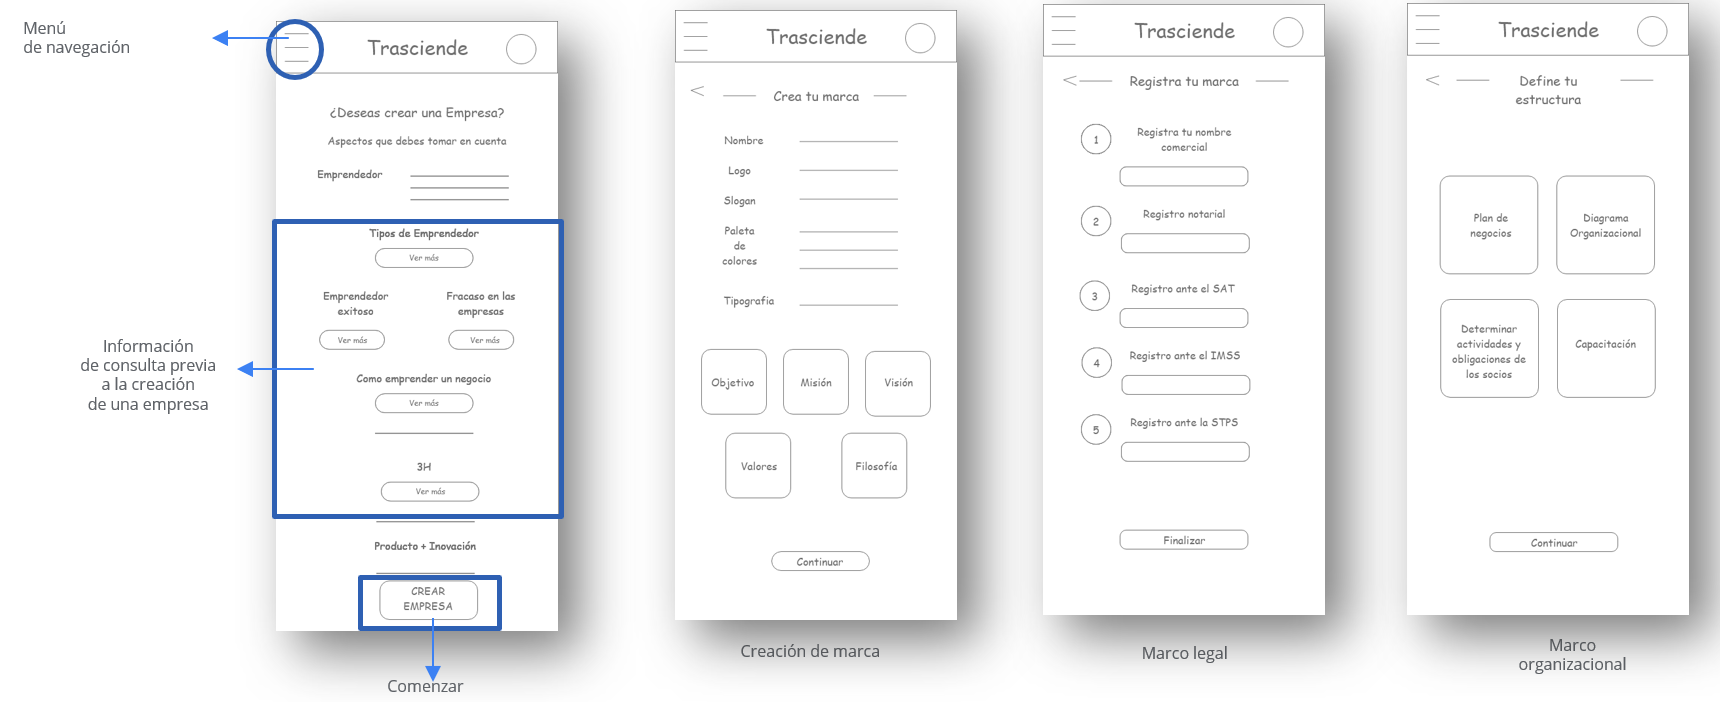 Menú
de navegación
Información
de consulta previa
a la creación
de una empresa
Trasciende
¿Deseas crear una Empresa?
Aspectos que debes tomar en cuenta
Emprendedor
Tipos de Emprendedor
Ver más
Emprendedor
exitoso
Ver más
Fracaso en las
empresas
Ver más
Como emprender un negocio
Ver más
3H
Ver más
Producto + Inovación
CREAR
EMPRESA
Comenzar
Trasciende
<
Crea tu marca
Nombre
Logo
Slogan
Paleta
de
colores
Tipografia
Objetivo
Misión
Visión
Valores
Filosofía
Continuar
Creación de marca
Trasciende
<
Registra tu marca
1
Registra tu nombre
comercial
2
Registro notarial
3
Registro ante el SAT
4
Registro ante el IMSS
5
Registro ante la STPS
Finalizar
Marco legal
Trasciende
<
Define tu
estructura
Plan de
negocios
Diagrama
Organizacional
Determinar
actividades y
obligaciones de
los socios
Capacitación
Continuar
Marco
organizacional